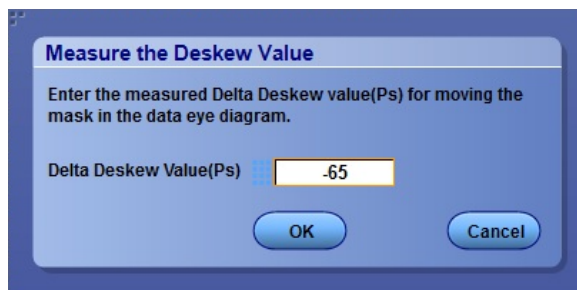 Measure the Deskew Value
Enter the measured Delta Deskew value(Ps) for moving the
mask in the data eye diagram.
Delta Deskew Value(Ps) -65
OK Cancel